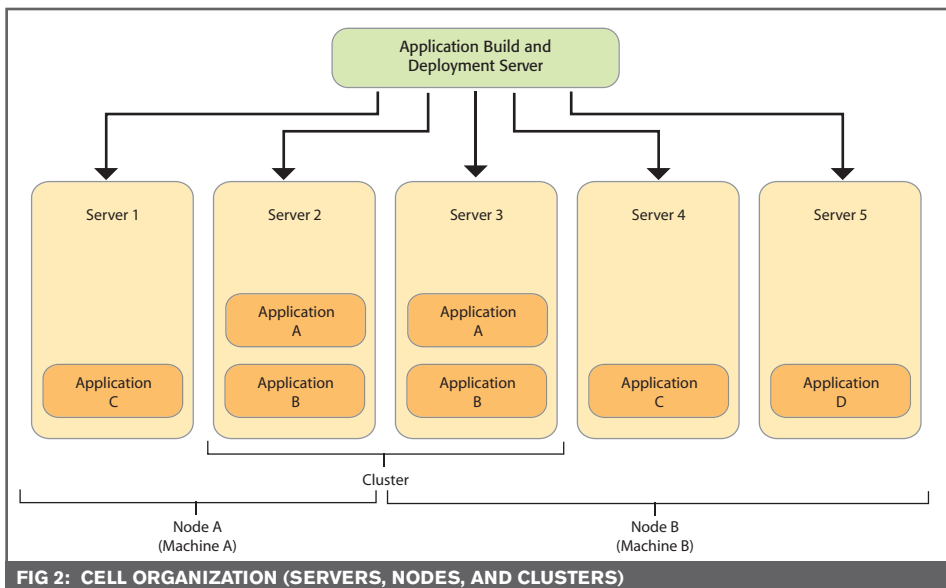 Application Build and
Deployment Server
Server 1
Server 2
Server 3
Server 4
Server 5
Application
A
Application
A
Application
C
Application
B
Application
B
Application
C
Application
D
Cluster
Node A
(Machine A)
Node B
(Machine B)
FIG 2: CELL ORGANIZATION (SERVERS, NODES, AND CLUSTERS)